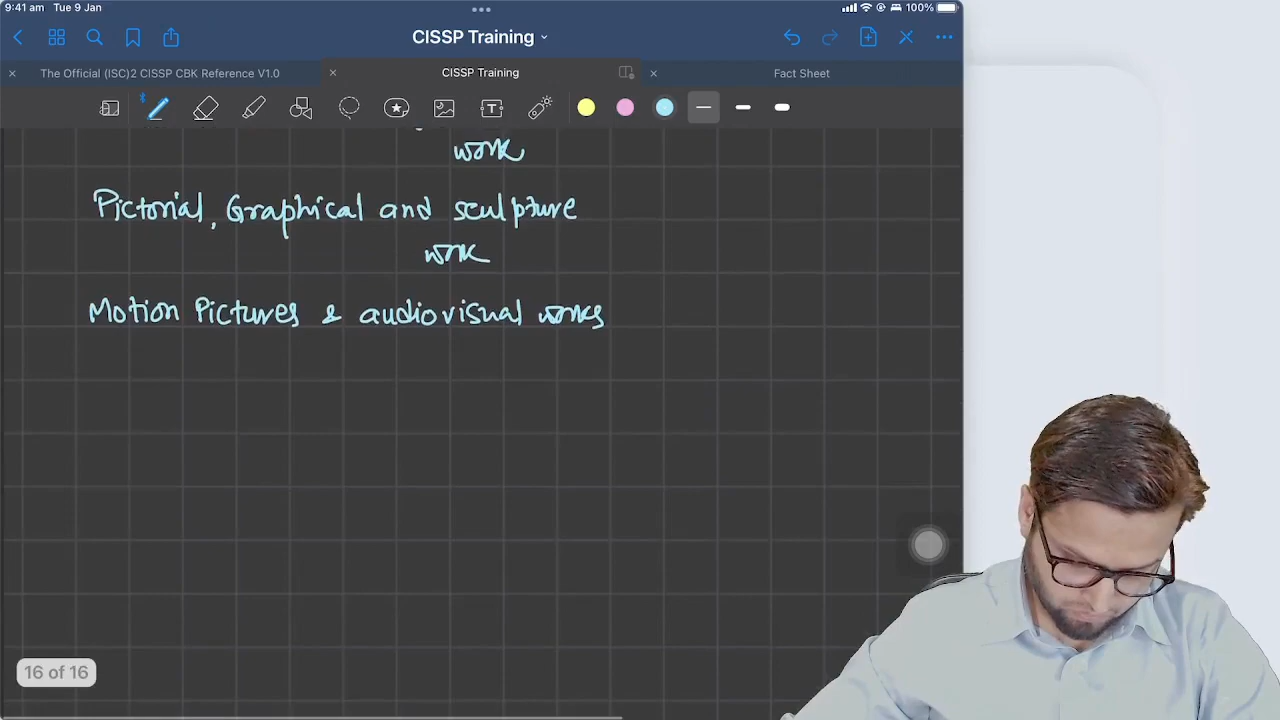 9:41 am Tue 9 Jan
100%
CISSP Training
The Official (ISC)2 CISSP CBK Reference V1.0
CISSP Training
Fact Sheet
work
Pictorial, Graphical and sculpture
work
Motion Pictures & audiovisual works
16 of 16